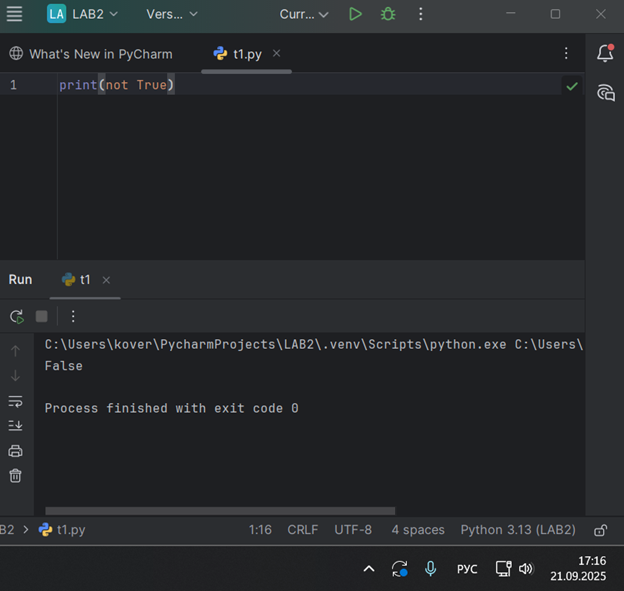 LA LAB2 Vers... Curr...
What's New in PyCharm t1.py
1 print(not True)
Run t1
C:\Users\kover\PycharmProjects\LAB2\.venv\Scripts\python.exe C:\Users\
False
Process finished with exit code 0
B2 > t1.py 1:16 CRLF UTF-8 4 spaces Python 3.13 (LAB2)
РУС 17:16
21.09.2025